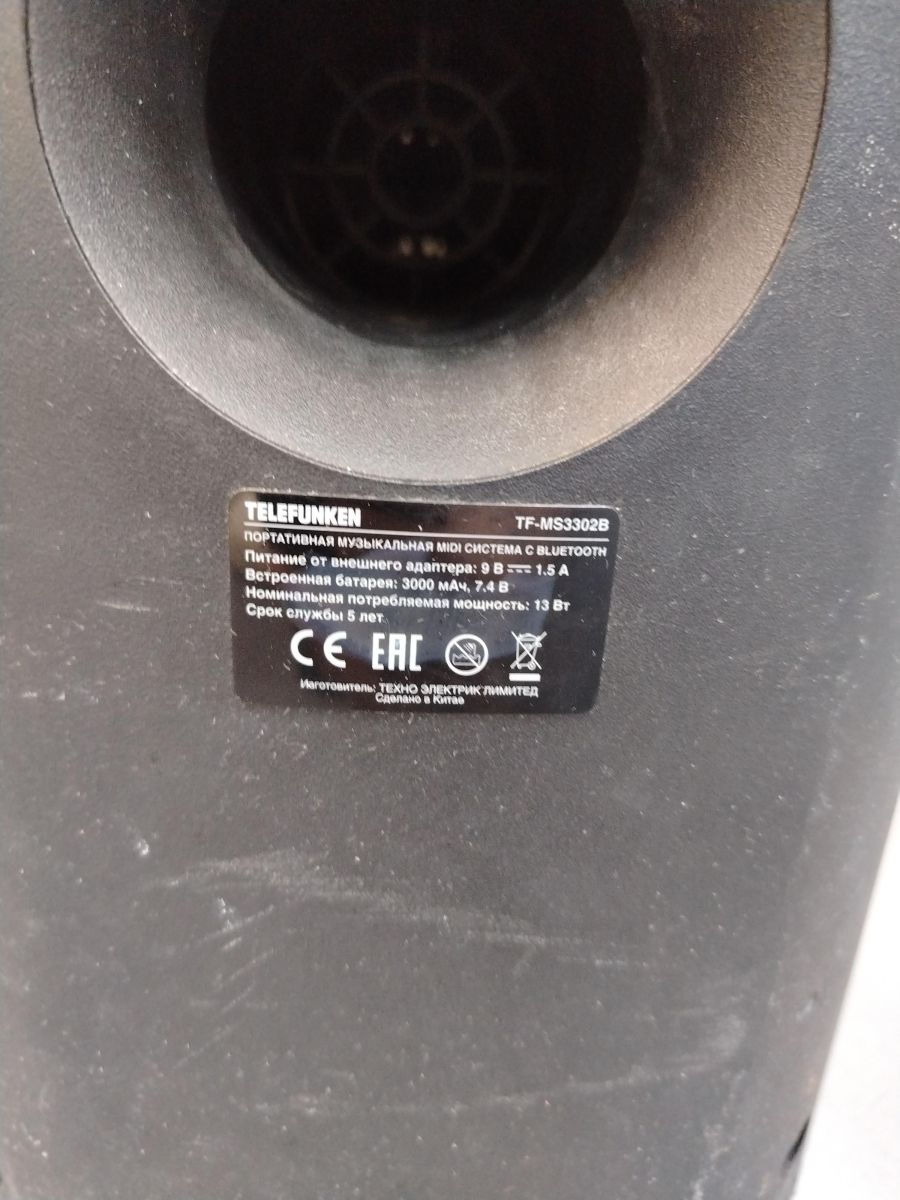 TELEFUNKEN TF-MS3302B
ПОРТАТИВНАЯ МУЗЫКАЛЬНАЯ MIDI СИСТЕМА С BLUETOOTH
Питание от внешнего адаптера: 9 В ⎓ 1.5 А
Встроенная батарея: 3000 мАч, 7.4 В
Номинальная потребляемая мощность: 13 Вт
Срок службы 5 лет
CE EAC
Изготовитель: ТЕХНО ЭЛЕКТРИК ЛИМИТЕД
Сделано в Китае